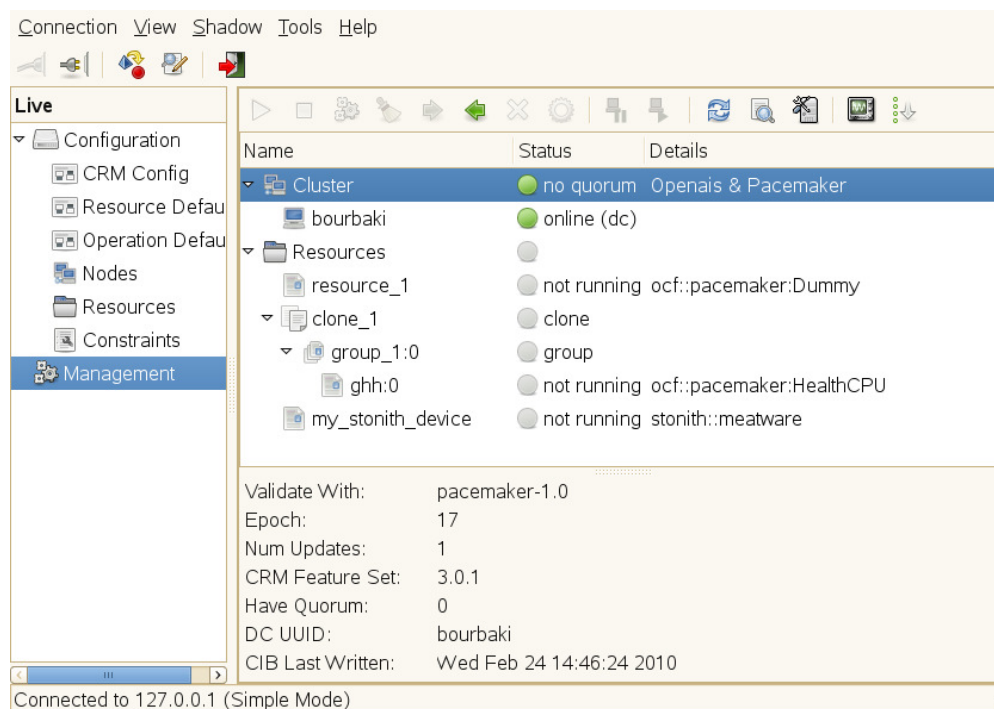 Connection View Shadow Tools Help
Live
Configuration
CRM Config
Resource Defau
Operation Defau
Nodes
Resources
Constraints
Management
Name Status Details
Cluster no quorum Openais & Pacemaker
bourbaki online (dc)
Resources
resource_1 not running ocf::pacemaker:Dummy
clone_1 clone
group_1:0 group
ghh:0 not running ocf::pacemaker:HealthCPU
my_stonith_device not running stonith::meatware
Validate With: pacemaker-1.0
Epoch: 17
Num Updates: 1
CRM Feature Set: 3.0.1
Have Quorum: 0
DC UUID: bourbaki
CIB Last Written: Wed Feb 24 14:46:24 2010
Connected to 127.0.0.1 (Simple Mode)